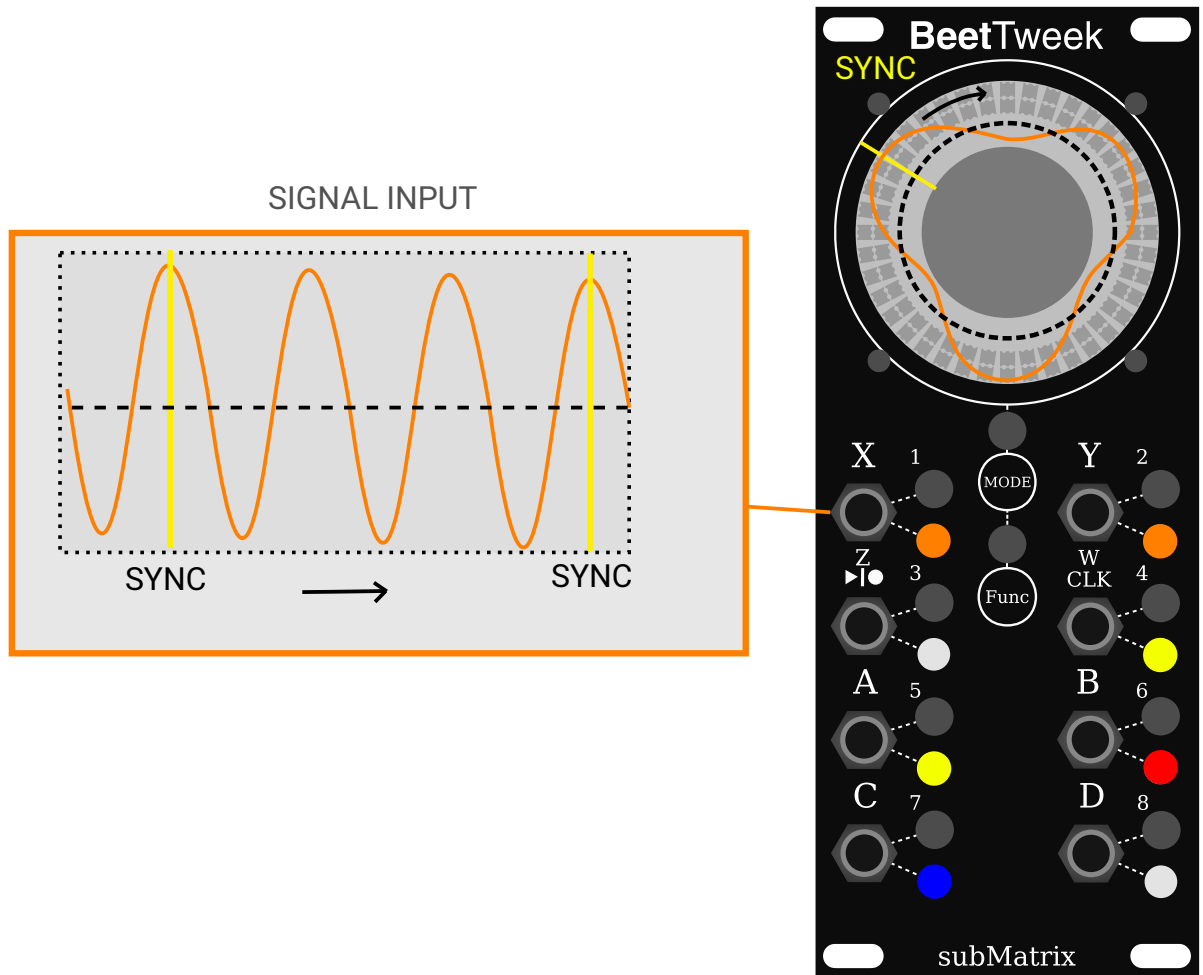 BeetTweek
SYNC
SIGNAL INPUT
SYNC
SYNC
X 1
Y 2
MODE
Z
3
W
CLK 4
Func
A 5
B 6
C 7
D 8
subMatrix